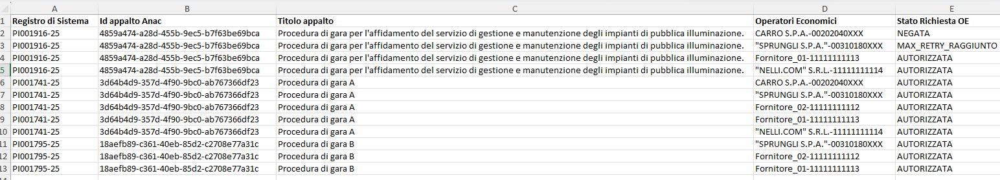 A B C D E
1 Registro di Sistema Id appalto Anac Titolo appalto Operatori Economici Stato Richiesta OE
2 PI001916-25 4859a474-a28d-455b-9ec5-b7f63be69bca Procedura di gara per l'affidamento del servizio di gestione e manutenzione degli impianti di pubblica illuminazione. CARRO S.P.A.-00202040XXX NEGATA
3 PI001916-25 4859a474-a28d-455b-9ec5-b7f63be69bca Procedura di gara per l'affidamento del servizio di gestione e manutenzione degli impianti di pubblica illuminazione. "SPRUNGLI S.P.A."-00310180XXX MAX_RETRY_RAGGIUNTO
4 PI001916-25 4859a474-a28d-455b-9ec5-b7f63be69bca Procedura di gara per l'affidamento del servizio di gestione e manutenzione degli impianti di pubblica illuminazione. Fornitore_01-11111111113 AUTORIZZATA
5 PI001916-25 4859a474-a28d-455b-9ec5-b7f63be69bca Procedura di gara per l'affidamento del servizio di gestione e manutenzione degli impianti di pubblica illuminazione. "NELLI.COM" S.R.L.-11111111114 AUTORIZZATA
6 PI001741-25 3d64b4d9-357d-4f90-9bc0-ab767366df23 Procedura di gara A CARRO S.P.A.-00202040XXX AUTORIZZATA
7 PI001741-25 3d64b4d9-357d-4f90-9bc0-ab767366df23 Procedura di gara A "SPRUNGLI S.P.A."-00310180XXX AUTORIZZATA
8 PI001741-25 3d64b4d9-357d-4f90-9bc0-ab767366df23 Procedura di gara A Fornitore_02-11111111112 AUTORIZZATA
9 PI001741-25 3d64b4d9-357d-4f90-9bc0-ab767366df23 Procedura di gara A Fornitore_01-11111111113 AUTORIZZATA
10 PI001741-25 3d64b4d9-357d-4f90-9bc0-ab767366df23 Procedura di gara A "NELLI.COM" S.R.L.-11111111114 AUTORIZZATA
11 PI001795-25 18aefb89-c361-40eb-85d2-c2708e77a31c Procedura di gara B "SPRUNGLI S.P.A."-00310180XXX AUTORIZZATA
12 PI001795-25 18aefb89-c361-40eb-85d2-c2708e77a31c Procedura di gara B Fornitore_02-11111111112 AUTORIZZATA
13 PI001795-25 18aefb89-c361-40eb-85d2-c2708e77a31c Procedura di gara B Fornitore_01-11111111113 AUTORIZZATA